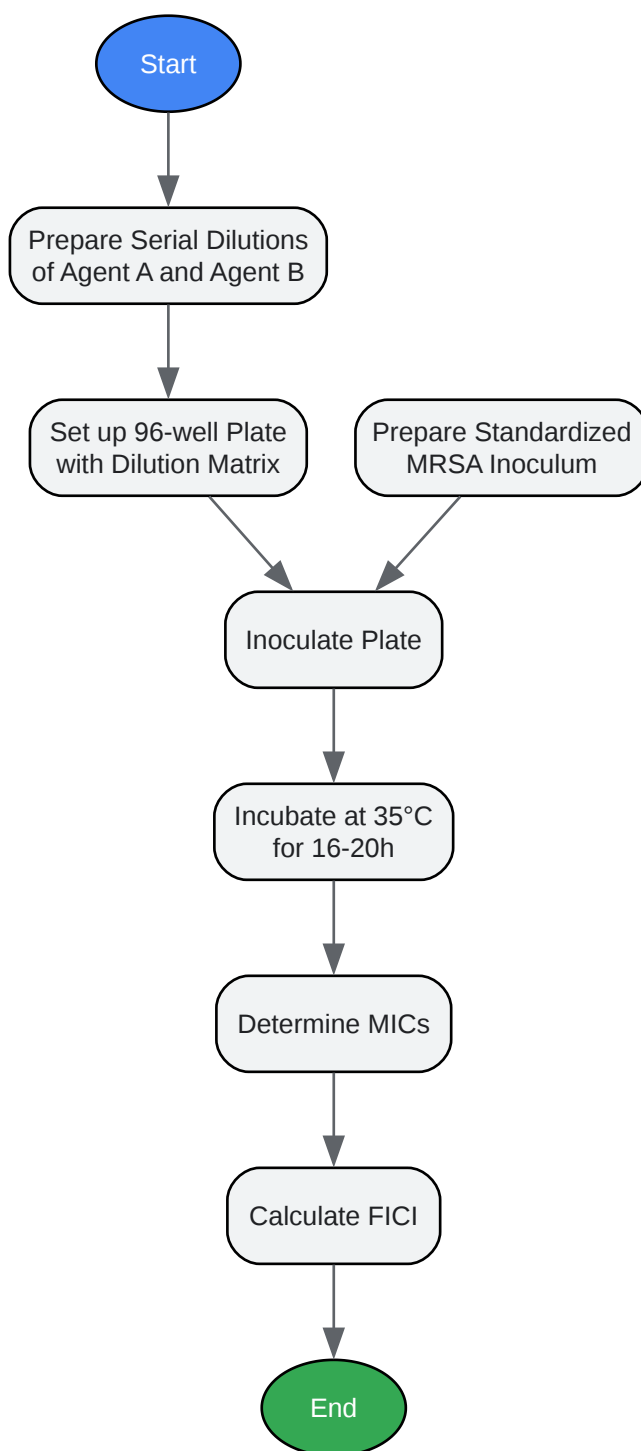 Start
Prepare Serial Dilutions
of Agent A and Agent B
Set up 96-well Plate
with Dilution Matrix
Prepare Standardized
MRSA Inoculum
Inoculate Plate
Incubate at 35°C
for 16-20h
Determine MICs
Calculate FICI
End